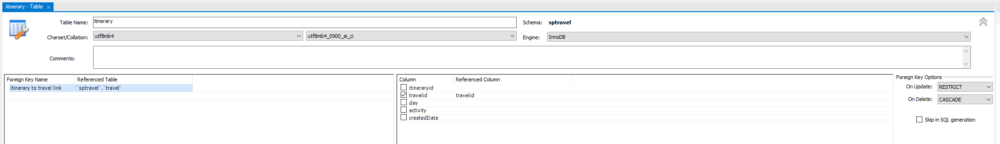 itinerary - Table ×
Table Name: itinerary Schema: sptravel
Charset/Collation: utf8mb4 utf8mb4_0900_ai_ci Engine: InnoDB
Comments:
Foreign Key Name Referenced Table
itinerary to travel link `sptravel`.`travel`
Column Referenced Column
itineraryid
travelid travelid
day
activity
createdDate
Foreign Key Options
On Update: RESTRICT
On Delete: CASCADE
Skip in SQL generation